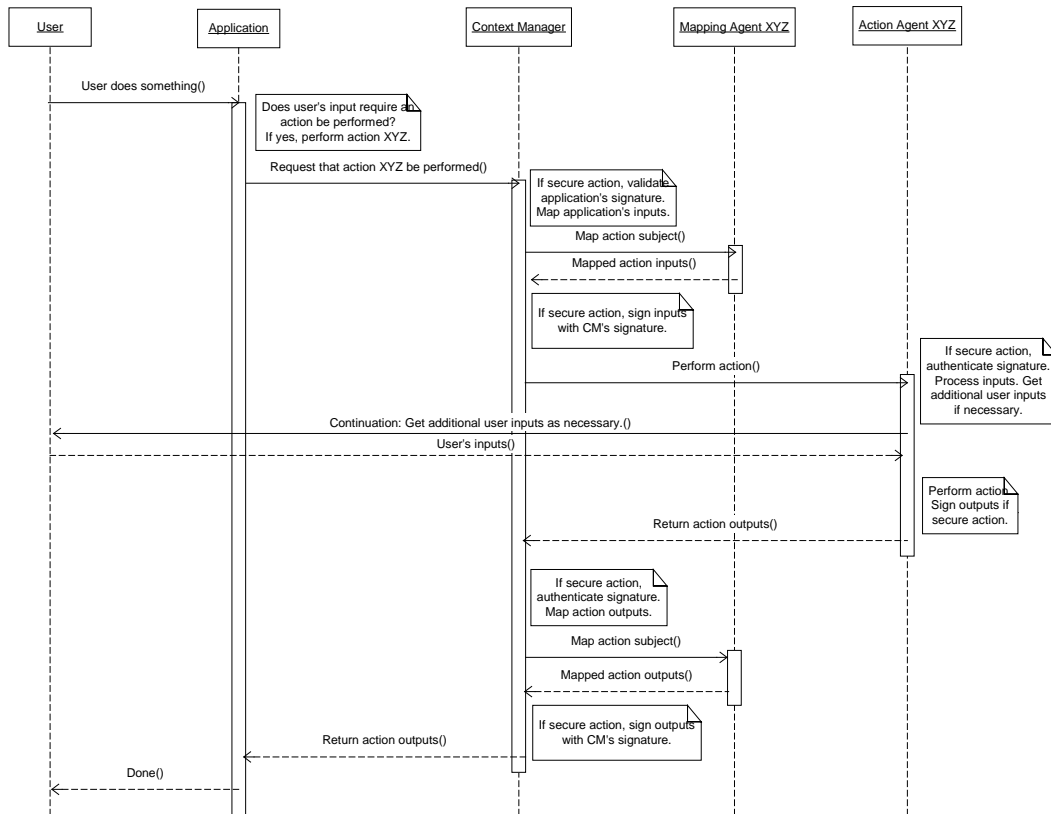 User
Application
Context Manager
Mapping Agent XYZ
Action Agent XYZ
User does something()
Does user's input require an
action be performed?
If yes, perform action XYZ.
Request that action XYZ be performed()
If secure action, validate
application's signature.
Map application's inputs.
Map action subject()
Mapped action inputs()
If secure action, sign inputs
with CM's signature.
Perform action()
If secure action,
authenticate signature.
Process inputs. Get
additional user inputs
if necessary.
Continuation: Get additional user inputs as necessary.()
User's inputs()
Perform action.
Sign outputs if
secure action.
Return action outputs()
If secure action,
authenticate signature.
Map action outputs.
Map action subject()
Mapped action outputs()
If secure action, sign outputs
with CM's signature.
Return action outputs()
Done()